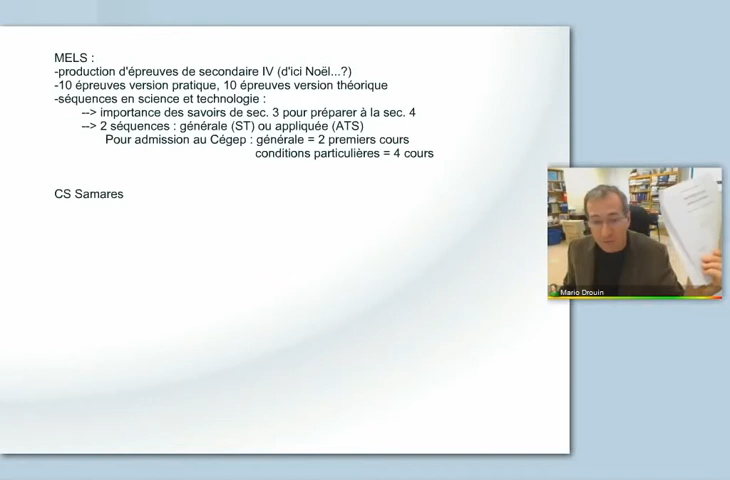 MELS :
-production d'épreuves de secondaire IV (d'ici Noël...?)
-10 épreuves version pratique, 10 épreuves version théorique
-séquences en science et technologie :
--> importance des savoirs de sec. 3 pour préparer à la sec. 4
--> 2 séquences : générale (ST) ou appliquée (ATS)
Pour admission au Cégep : générale = 2 premiers cours
conditions particulières = 4 cours
CS Samares
Mario Drouin